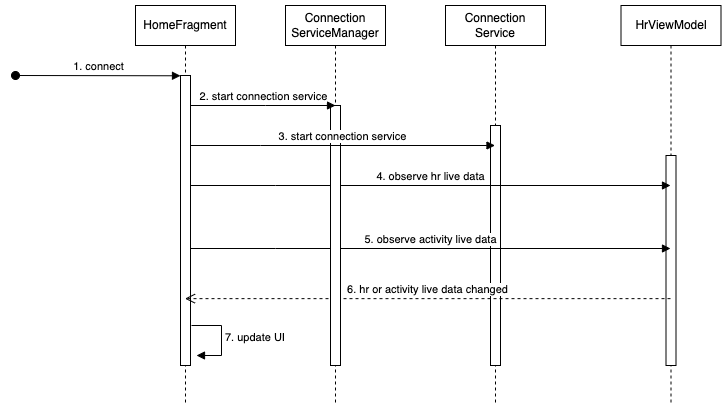 HomeFragment
Connection
ServiceManager
Connection
Service
HrViewModel
1. connect
2. start connection service
3. start connection service
4. observe hr live data
5. observe activity live data
6. hr or activity live data changed
7. update UI